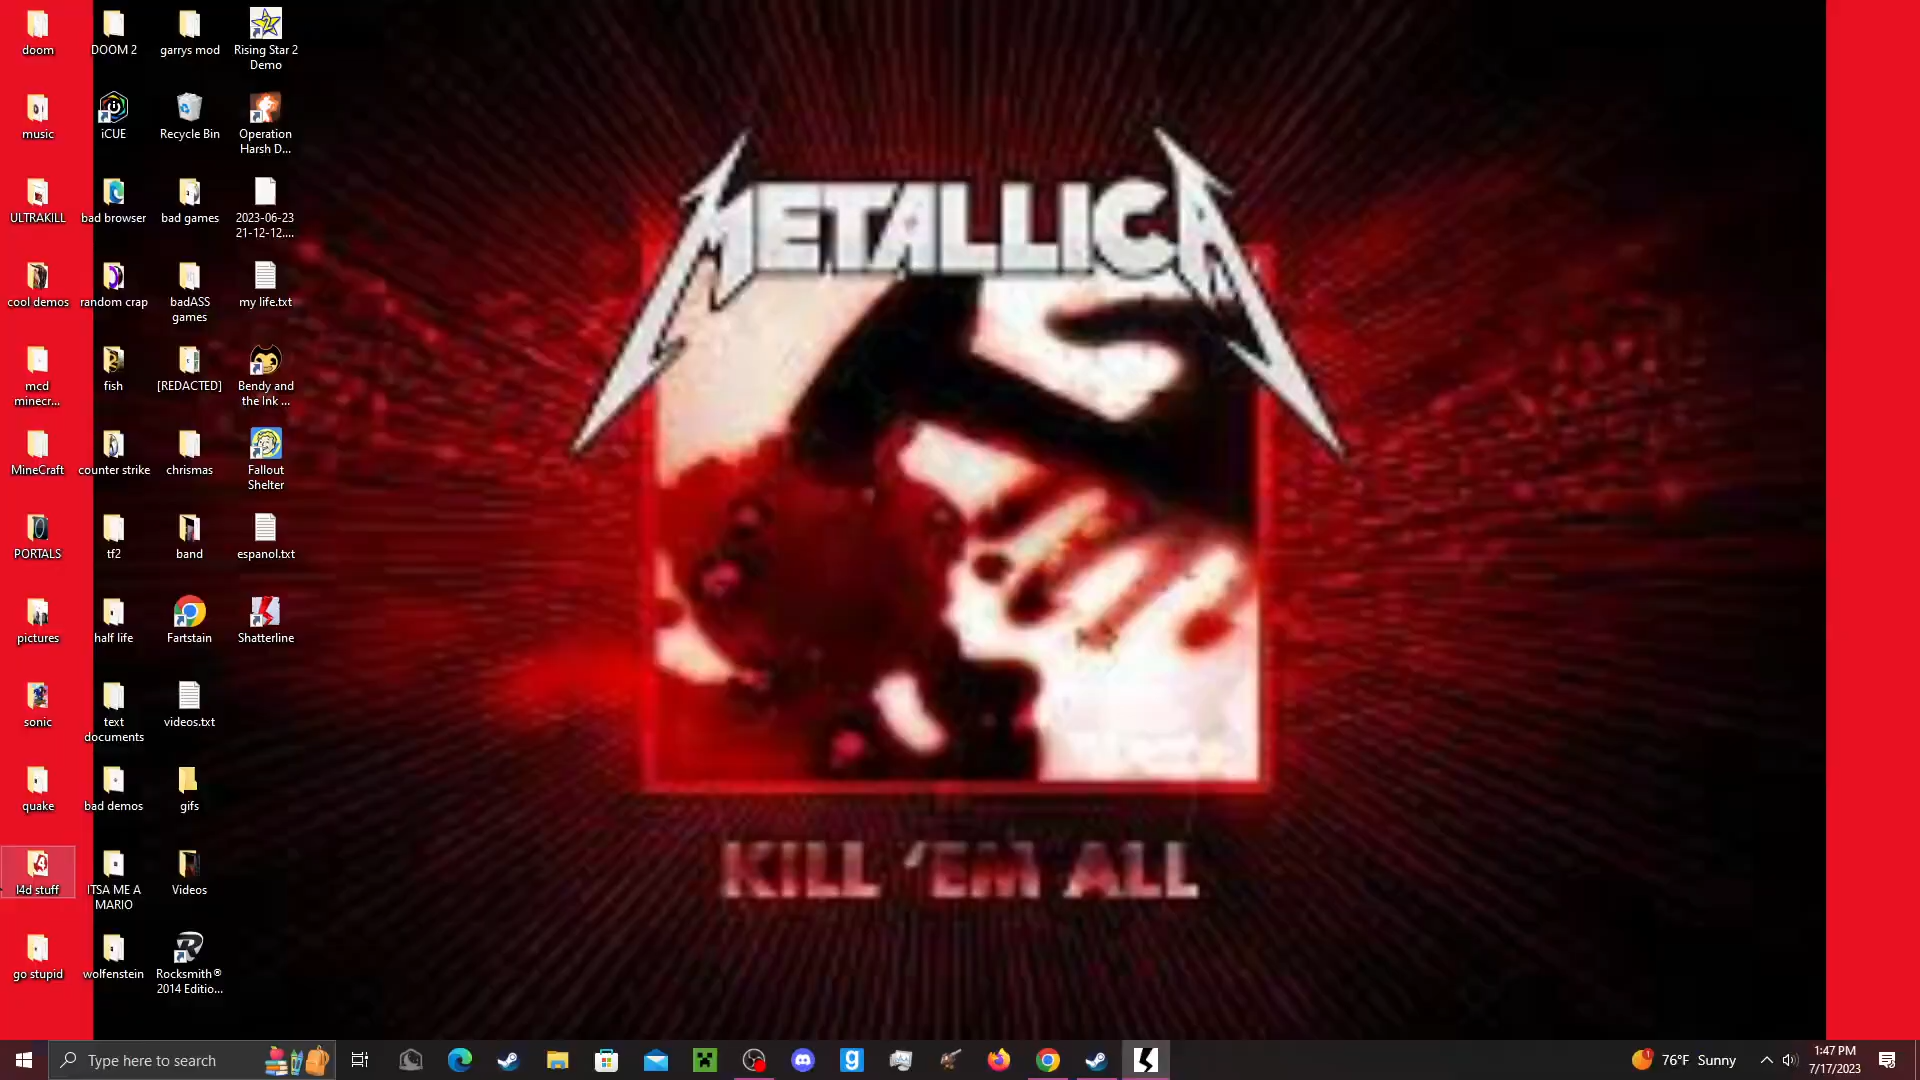 doom
DOOM 2
garrys mod
Rising Star 2
Demo
music
iCUE
Recycle Bin
Operation
Harsh D...
ULTRAKILL
bad browser
bad games
2023-06-23
21-12-12....
cool demos
random crap
badASS
games
my life.txt
mcd
minecr...
fish
[REDACTED]
Bendy and
the Ink ...
MineCraft
counter strike
chrismas
Fallout
Shelter
PORTALS
tf2
band
espanol.txt
pictures
half life
Fartstain
Shatterline
sonic
text
documents
videos.txt
quake
bad demos
gifs
l4d stuff
ITSA ME A
MARIO
Videos
go stupid
wolfenstein
Rocksmith®
2014 Editio...
METALLICA
KILL 'EM ALL
Type here to search
76°F Sunny
1:47 PM
7/17/2023